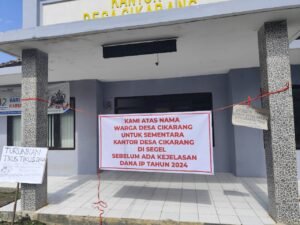 KANTOR
DESA CIKARANG
KAMI ATAS NAMA
WARGA DESA CIKARANG
UNTUK SEMENTARA
KANTOR DESA CIKARANG
DI SEGEL
SEBELUM ADA KEJELASAN
DANA IP TAHUN 2024
TURUNKAN